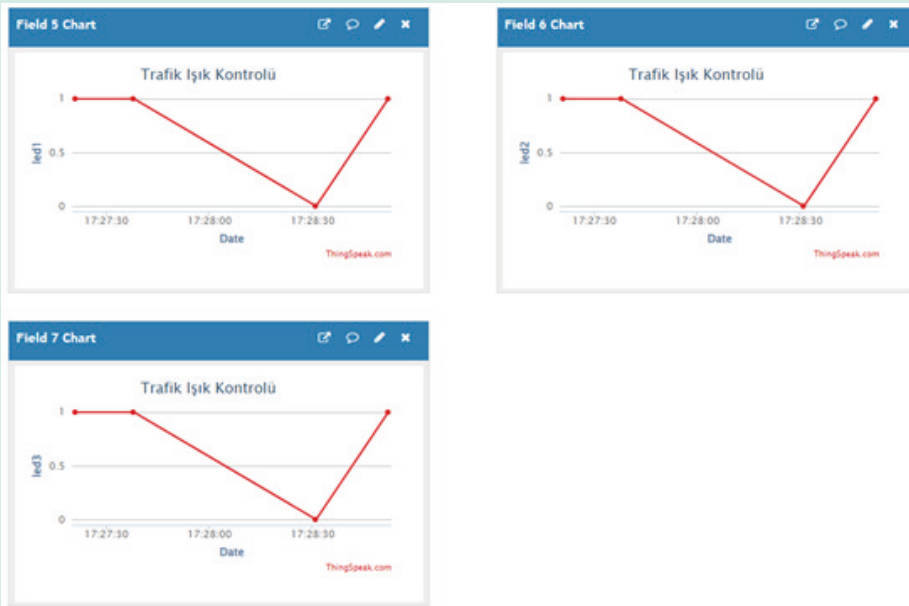 Field 5 Chart
Trafik Işık Kontrolü
led1
1
0.5
0
17:27:30 17:28:00 17:28:30
Date
ThingSpeak.com
Field 6 Chart
Trafik Işık Kontrolü
led2
1
0.5
0
17:27:30 17:28:00 17:28:30
Date
ThingSpeak.com
Field 7 Chart
Trafik Işık Kontrolü
led3
1
0.5
0
17:27:30 17:28:00 17:28:30
Date
ThingSpeak.com